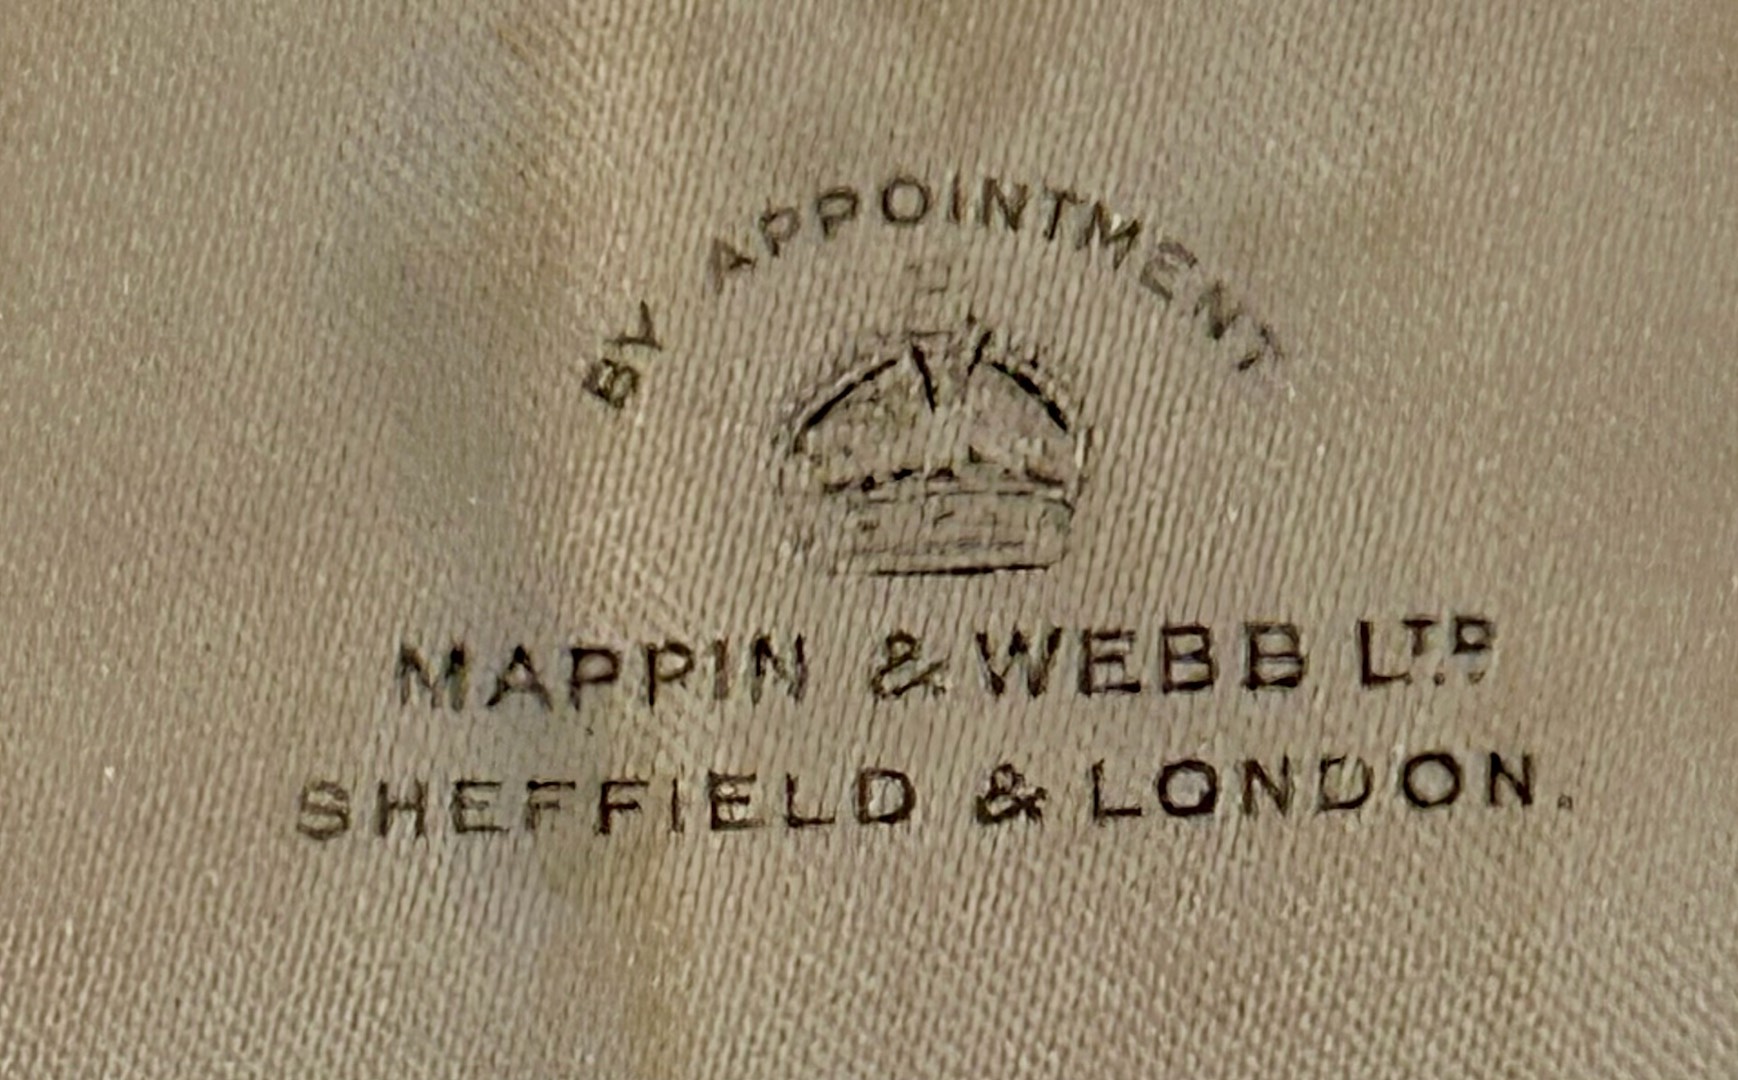 BY APPOINTMENT
MAPPIN & WEBB LTD
SHEFFIELD & LONDON.